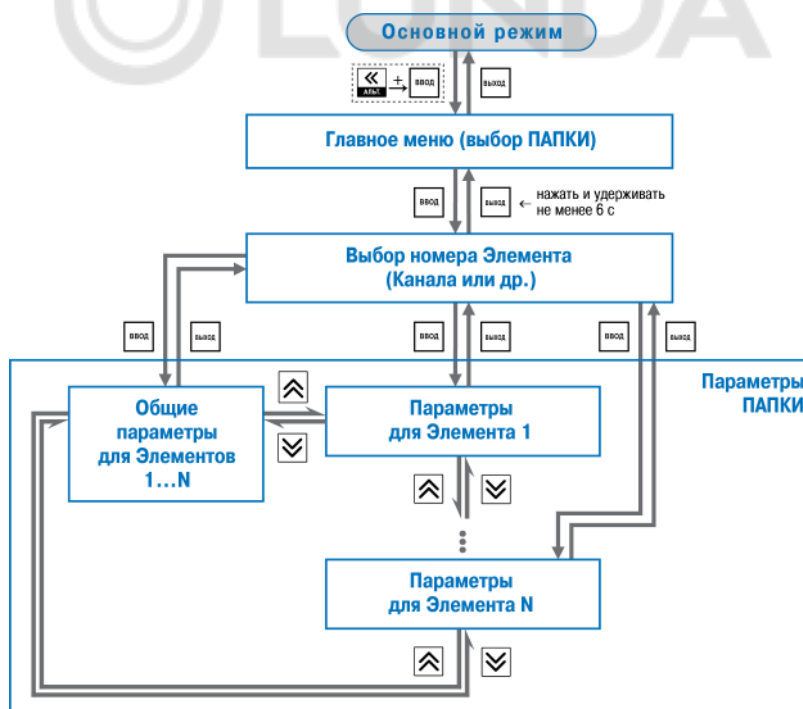 LUNDA
Основной режим
« АЛЬТ. + ВВОД
ВЫХОД
Главное меню (выбор ПАПКИ)
ВВОД
ВЫХОД
← нажать и удерживать
не менее 6 с
Выбор номера Элемента
(Канала или др.)
ВВОД
ВЫХОД
ВВОД
ВЫХОД
ВВОД
ВЫХОД
Параметры
ПАПКИ
Общие
параметры
для Элементов
1...N
Параметры
для Элемента 1
Параметры
для Элемента N